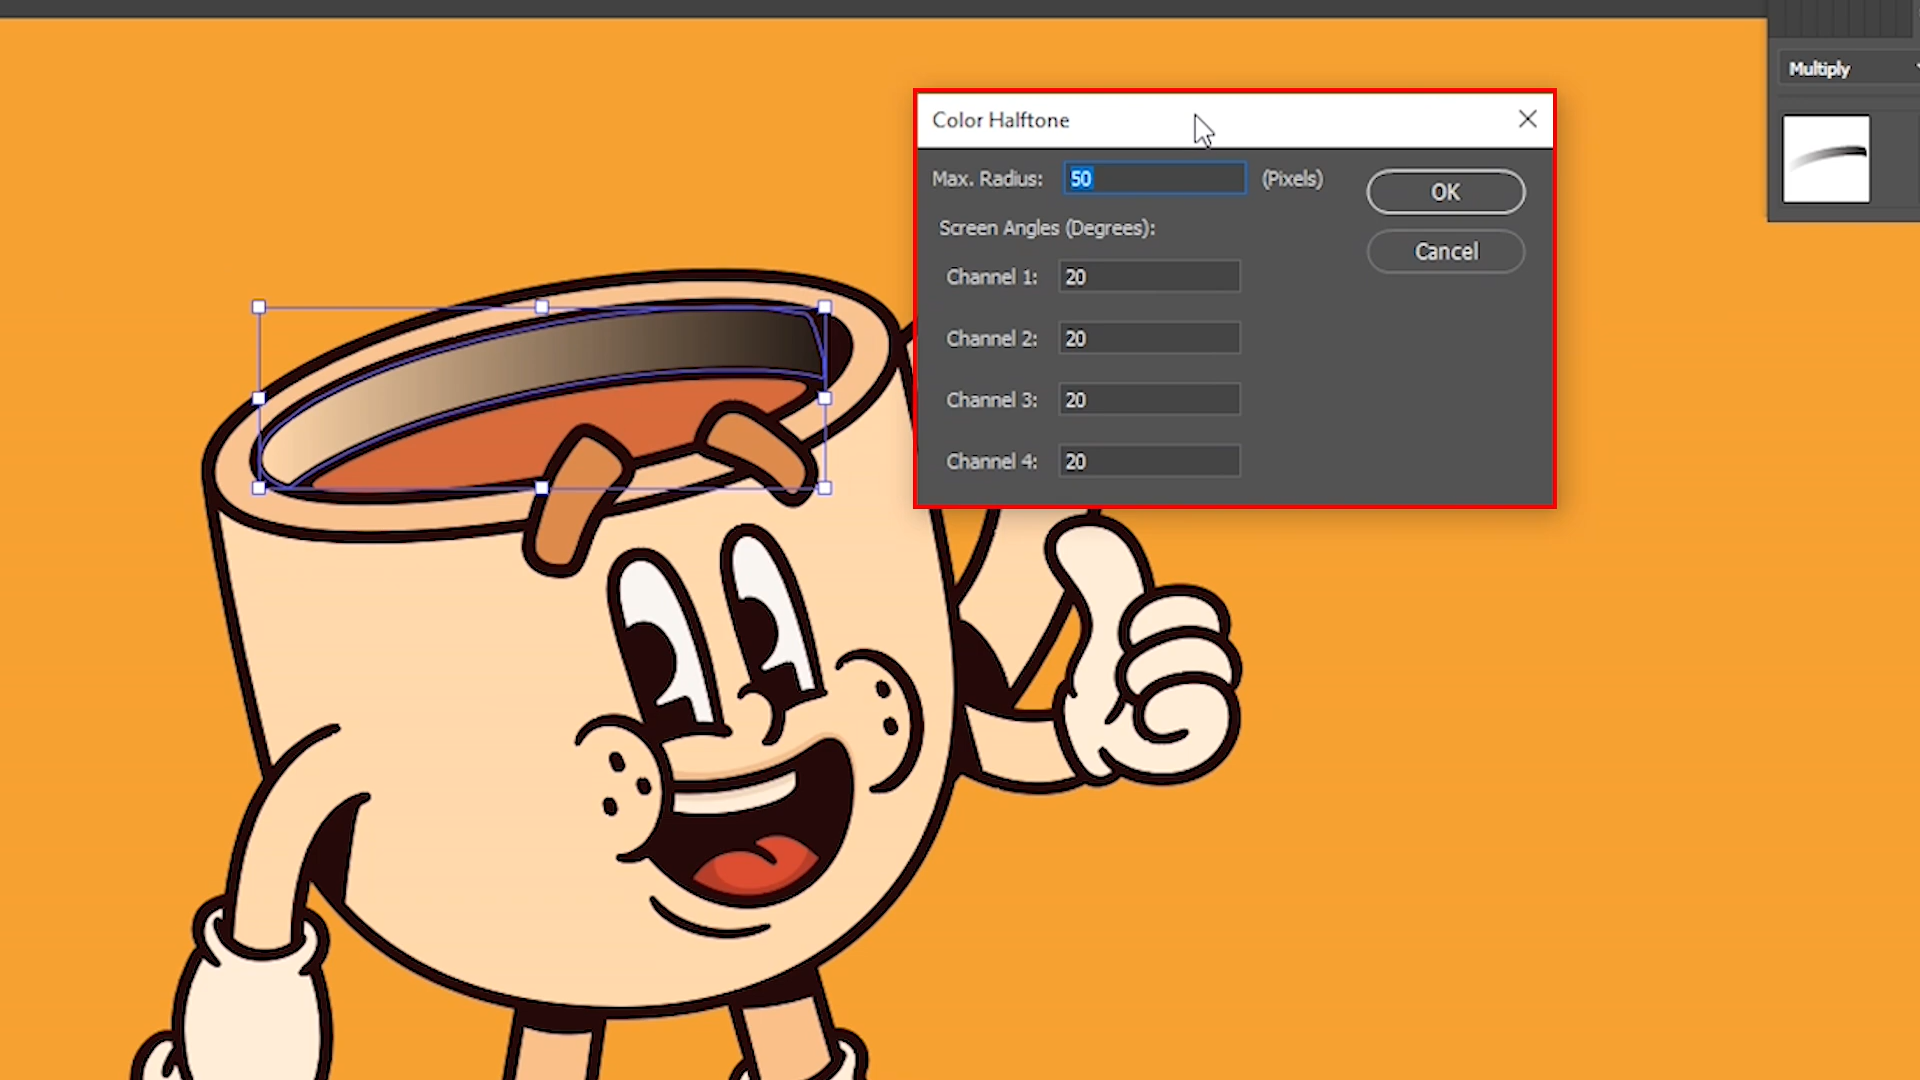 Multiply
Color Halftone
Max. Radius: 50 (Pixels)
OK
Screen Angles (Degrees):
Cancel
Channel 1: 20
Channel 2: 20
Channel 3: 20
Channel 4: 20